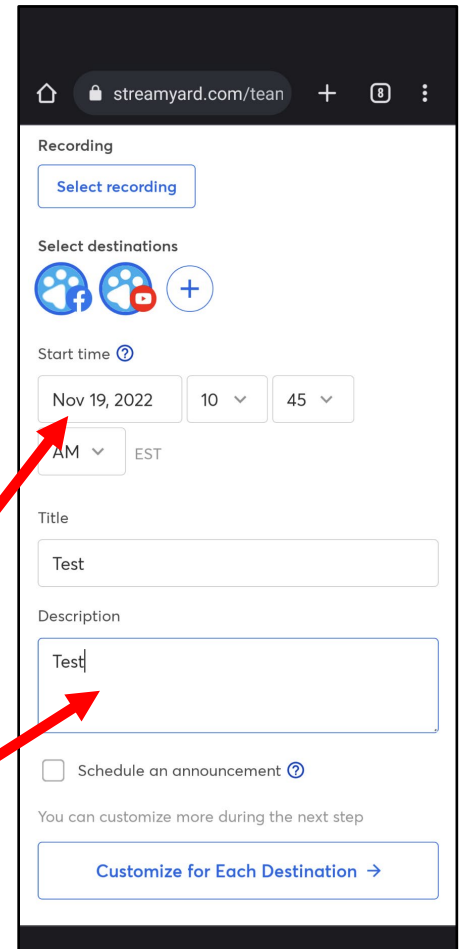 streamyard.com/tean
8
Recording
Select recording
Select destinations
Start time
Nov 19, 2022 10 45
AM EST
Title
Test
Description
Test
Schedule an announcement
You can customize more during the next step
Customize for Each Destination →